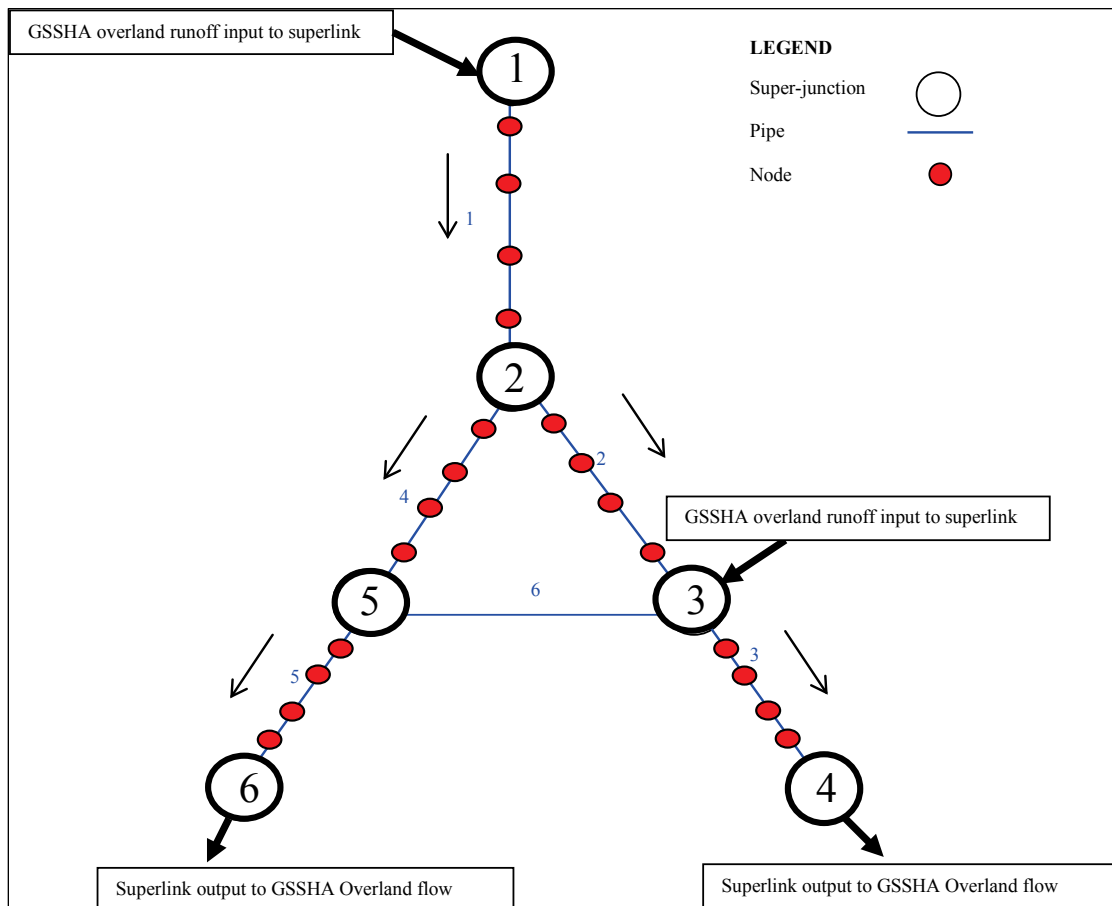 GSSHA overland runoff input to superlink
LEGEND
Super-junction
Pipe
Node
1
1
2
2
4
GSSHA overland runoff input to superlink
5
6
3
5
3
6
4
Superlink output to GSSHA Overland flow
Superlink output to GSSHA Overland flow